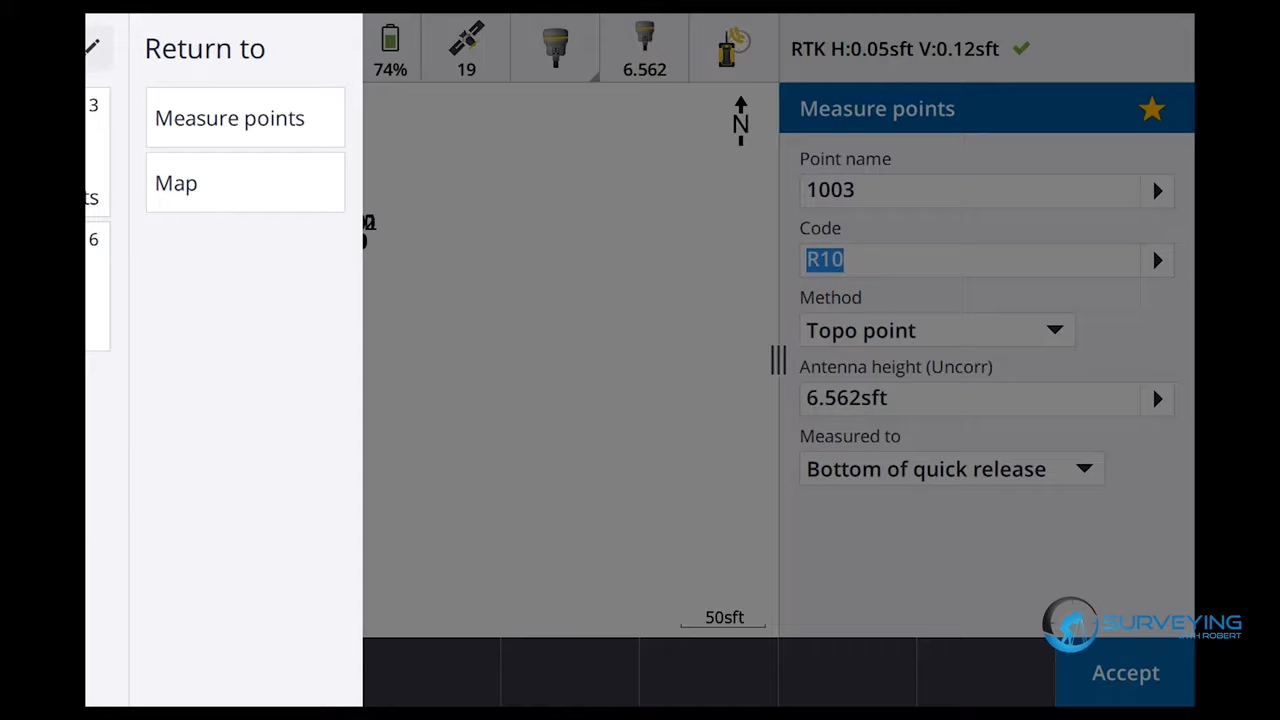 Return to
3
Measure points
ts
Map
6
74%
19
6.562
N
50sft
RTK H:0.05sft V:0.12sft
Measure points
Point name
1003
Code
R10
Method
Topo point
Antenna height (Uncorr)
6.562sft
Measured to
Bottom of quick release
SURVEYING
WITH ROBERT
Accept